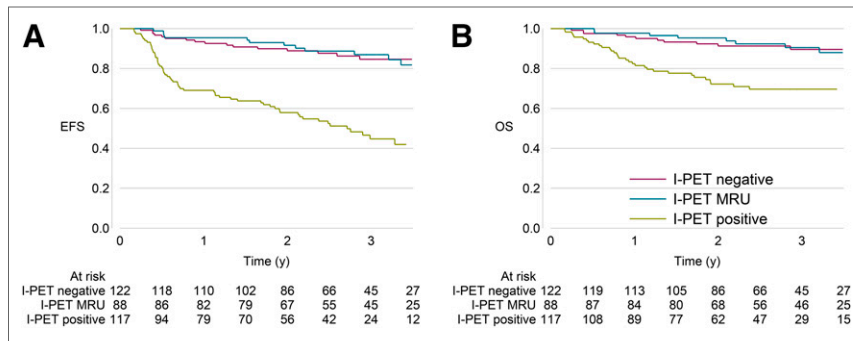 A
1.0
0.8
0.6
EFS
0.4
0.2
0.0
0 1 2 3
Time (y)
At risk
I-PET negative 122 118 110 102 86 66 45 27
I-PET MRU 88 86 82 79 67 55 45 25
I-PET positive 117 94 79 70 56 42 24 12
B
1.0
0.8
0.6
OS
0.4
0.2
0.0
I-PET negative
I-PET MRU
I-PET positive
0 1 2 3
Time (y)
At risk
I-PET negative 122 119 113 105 86 66 45 27
I-PET MRU 88 87 84 80 68 56 46 25
I-PET positive 117 108 89 77 62 47 29 15